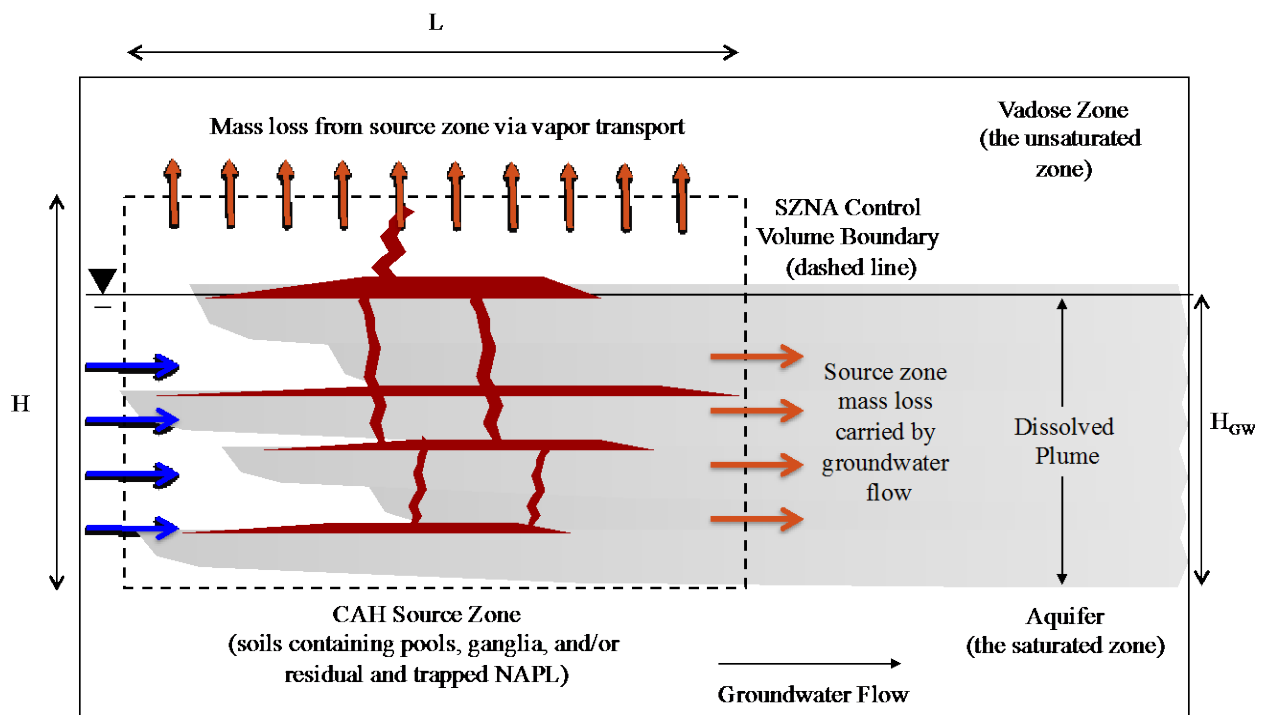 L
Mass loss from source zone via vapor transport
Vadose Zone
(the unsaturated
zone)
SZNA Control
Volume Boundary
(dashed line)
H
Source zone
mass loss
carried by
groundwater
flow
Dissolved
Plume
H_GW
CAH Source Zone
(soils containing pools, ganglia, and/or
residual and trapped NAPL)
Aquifer
(the saturated zone)
Groundwater Flow